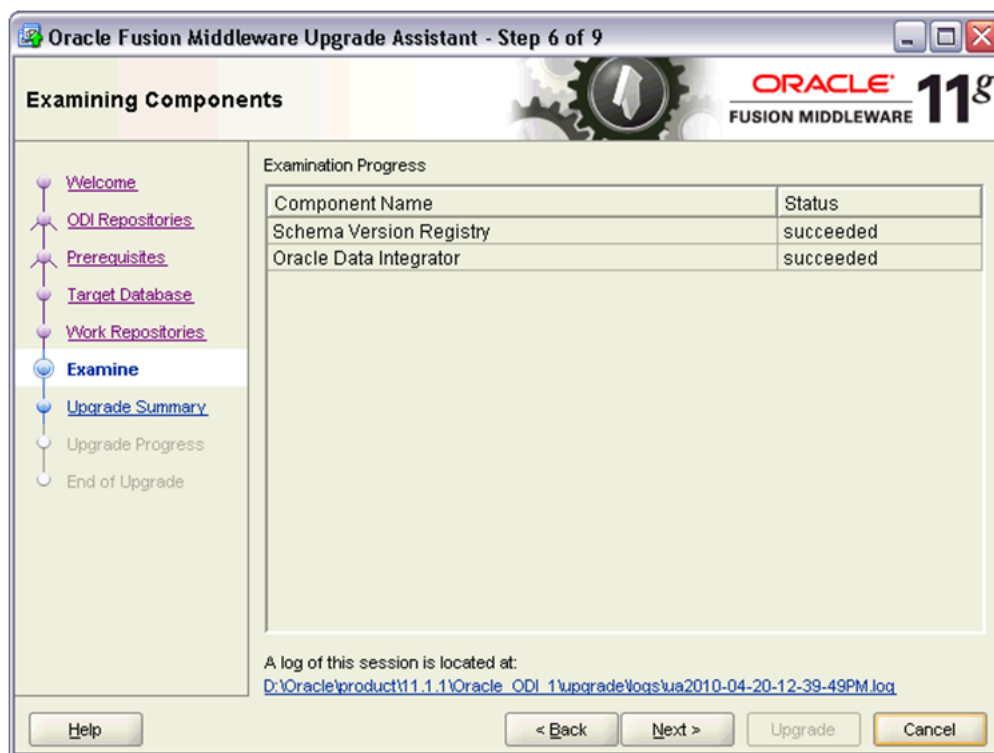 Oracle Fusion Middleware Upgrade Assistant - Step 6 of 9
Examining Components
ORACLE
FUSION MIDDLEWARE 11g
Welcome
ODI Repositories
Prerequisites
Target Database
Work Repositories
Examine
Upgrade Summary
Upgrade Progress
End of Upgrade
Examination Progress
Component Name Status
Schema Version Registry succeeded
Oracle Data Integrator succeeded
A log of this session is located at:
D:\Oracle\product\11.1.1\Oracle_ODI_1\upgrade\logs\ua2010-04-20-12-39-49PM.log
Help < Back Next > Upgrade Cancel